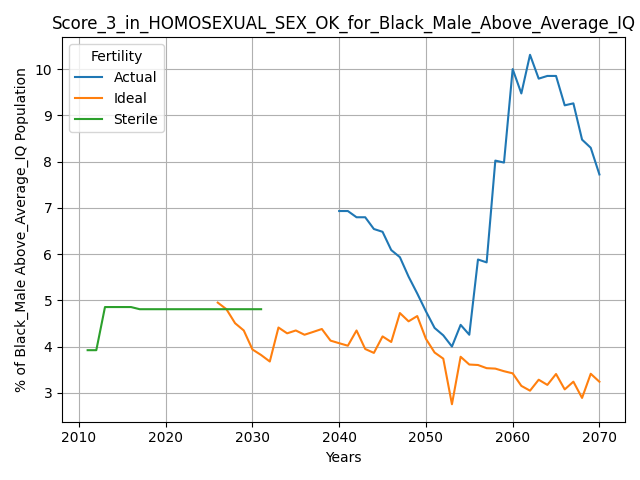 Score_3_in_HOMOSEXUAL_SEX_OK_for_Black_Male_Above_Average_IQ
Fertility
Actual
Ideal
Sterile
% of Black_Male Above_Average_IQ Population
10
9
8
7
6
5
4
3
2010 2020 2030 2040 2050 2060 2070
Years